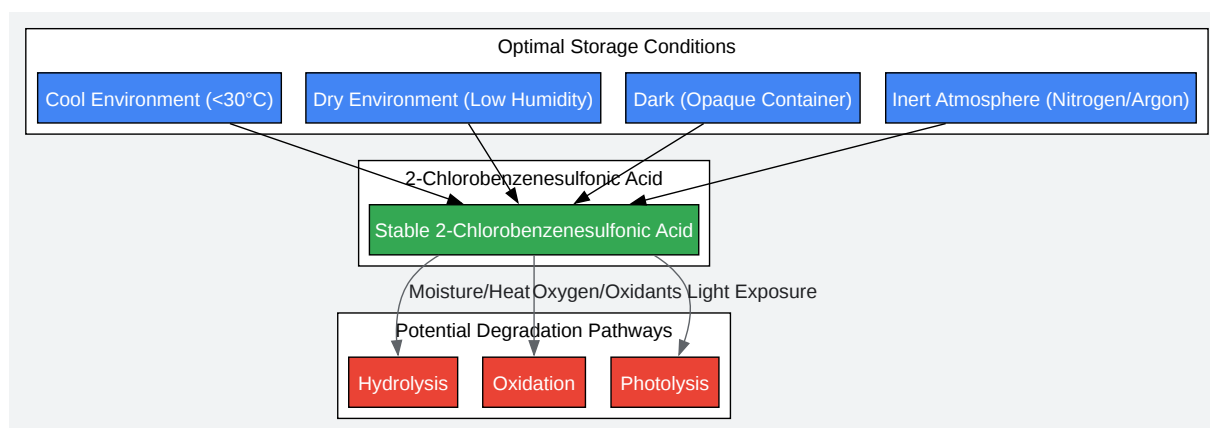 Optimal Storage Conditions
Cool Environment (<30°C)
Dry Environment (Low Humidity)
Dark (Opaque Container)
Inert Atmosphere (Nitrogen/Argon)
2-Chlorobenzenesulfonic Acid
Stable 2-Chlorobenzenesulfonic Acid
Moisture/Heat
Oxygen/Oxidants
Light Exposure
Potential Degradation Pathways
Hydrolysis
Oxidation
Photolysis